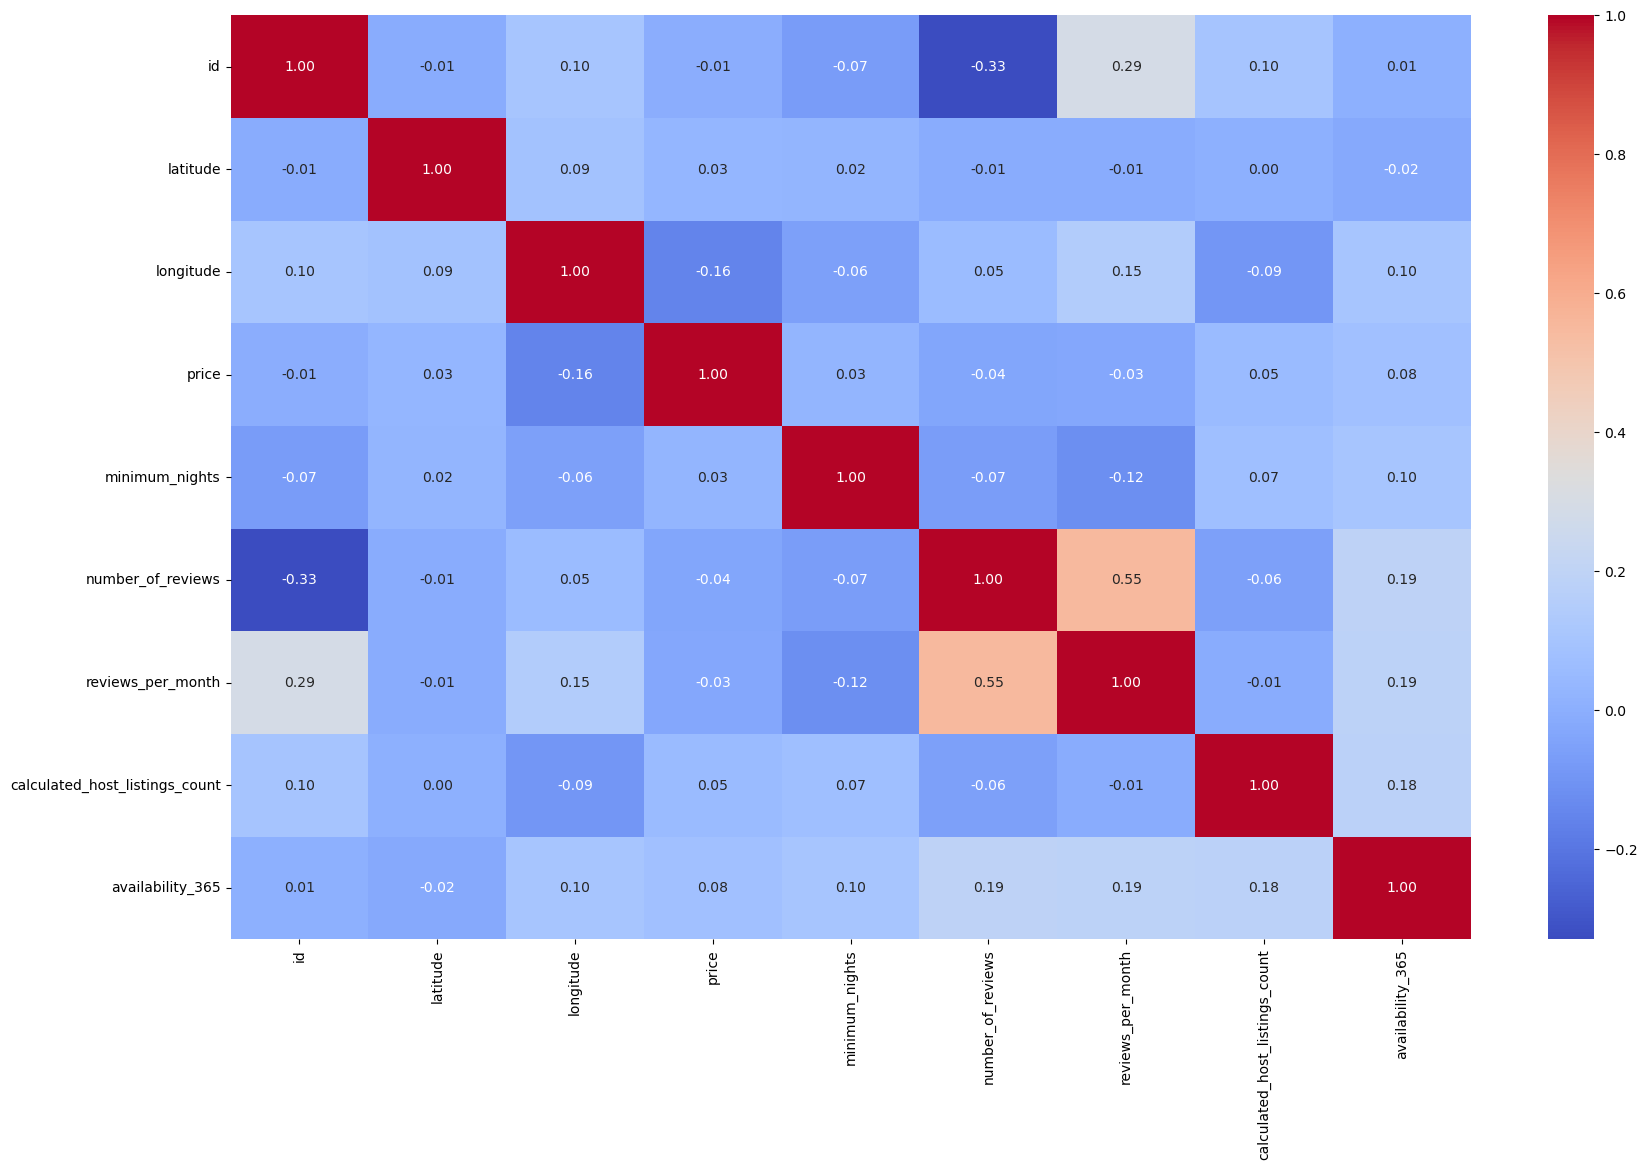 id 1.00 -0.01 0.10 -0.01 -0.07 -0.33 0.29 0.10 0.01
latitude -0.01 1.00 0.09 0.03 0.02 -0.01 -0.01 0.00 -0.02
longitude 0.10 0.09 1.00 -0.16 -0.06 0.05 0.15 -0.09 0.10
price -0.01 0.03 -0.16 1.00 0.03 -0.04 -0.03 0.05 0.08
minimum_nights -0.07 0.02 -0.06 0.03 1.00 -0.07 -0.12 0.07 0.10
number_of_reviews -0.33 -0.01 0.05 -0.04 -0.07 1.00 0.55 -0.06 0.19
reviews_per_month 0.29 -0.01 0.15 -0.03 -0.12 0.55 1.00 -0.01 0.19
calculated_host_listings_count 0.10 0.00 -0.09 0.05 0.07 -0.06 -0.01 1.00 0.18
availability_365 0.01 -0.02 0.10 0.08 0.10 0.19 0.19 0.18 1.00
id
latitude
longitude
price
minimum_nights
number_of_reviews
reviews_per_month
calculated_host_listings_count
availability_365
1.0
0.8
0.6
0.4
0.2
0.0
−0.2